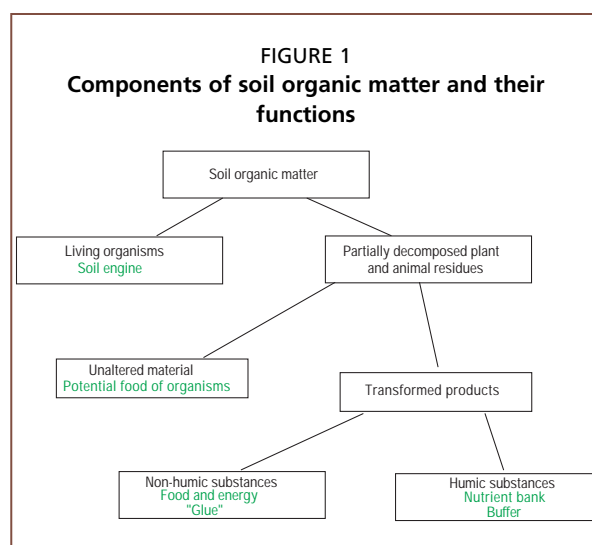 FIGURE 1
Components of soil organic matter and their
functions
Soil organic matter
Living organisms
Soil engine
Partially decomposed plant
and animal residues
Unaltered material
Potential food of organisms
Transformed products
Non-humic substances
Food and energy
"Glue"
Humic substances
Nutrient bank
Buffer